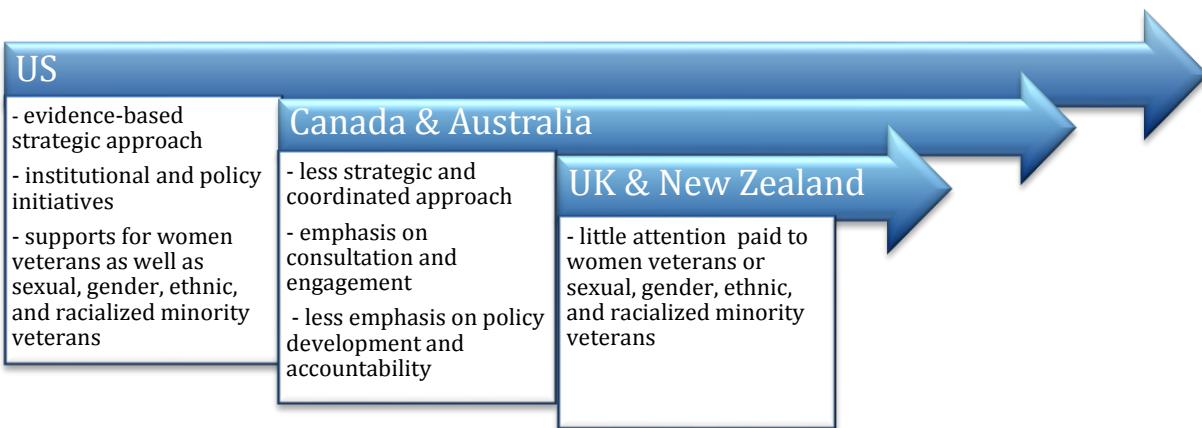 US
- evidence-based
strategic approach
- institutional and policy
initiatives
- supports for women
veterans as well as
sexual, gender, ethnic,
and racialized minority
veterans
Canada & Australia
- less strategic and
coordinated approach
- emphasis on
consultation and
engagement
- less emphasis on policy
development and
accountability
UK & New Zealand
- little attention paid to
women veterans or
sexual, gender, ethnic,
and racialized minority
veterans